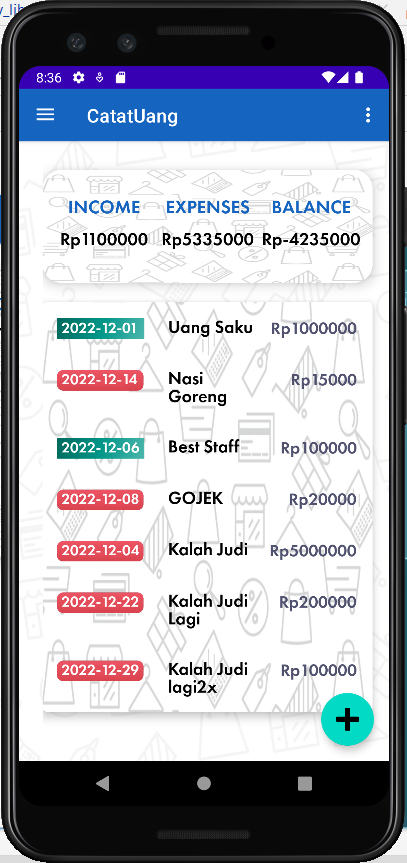 8:36
CatatUang
INCOME EXPENSES BALANCE
Rp1100000 Rp5335000 Rp-4235000
2022-12-01 Uang Saku Rp1000000
2022-12-14 Nasi Rp15000
Goreng
2022-12-06 Best Staff Rp100000
2022-12-08 GOJEK Rp20000
2022-12-04 Kalah Judi Rp5000000
2022-12-22 Kalah Judi Rp200000
Lagi
2022-12-29 Kalah Judi Rp100000
lagi2x